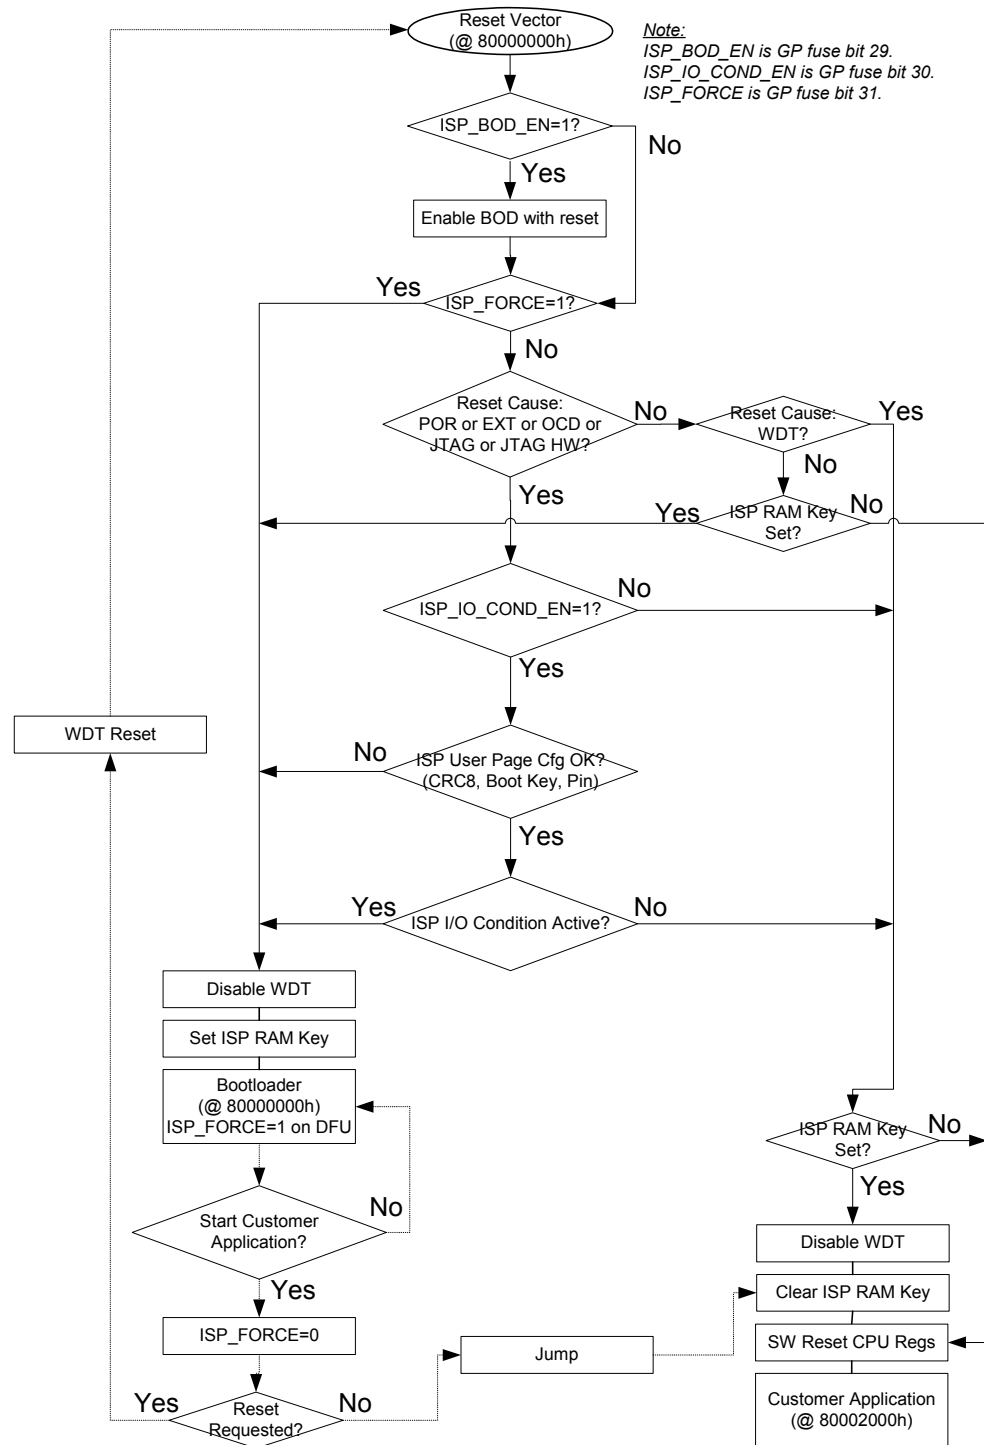 Reset Vector
(@ 80000000h)
Note:
ISP_BOD_EN is GP fuse bit 29.
ISP_IO_COND_EN is GP fuse bit 30.
ISP_FORCE is GP fuse bit 31.
ISP_BOD_EN=1?
No
Yes
Enable BOD with reset
Yes
ISP_FORCE=1?
No
Reset Cause:
POR or EXT or OCD or
JTAG or JTAG HW?
No
Reset Cause:
WDT?
Yes
No
Yes
Yes
ISP RAM Key
Set?
No
ISP_IO_COND_EN=1?
No
Yes
WDT Reset
No
ISP User Page Cfg OK?
(CRC8, Boot Key, Pin)
Yes
Yes
ISP I/O Condition Active?
No
Disable WDT
Set ISP RAM Key
Bootloader
(@ 80000000h)
ISP_FORCE=1 on DFU
ISP RAM Key
Set?
No
Yes
Start Customer
Application?
No
Yes
Disable WDT
Clear ISP RAM Key
ISP_FORCE=0
Jump
SW Reset CPU Regs
Yes
Reset
Requested?
No
Customer Application
(@ 80002000h)